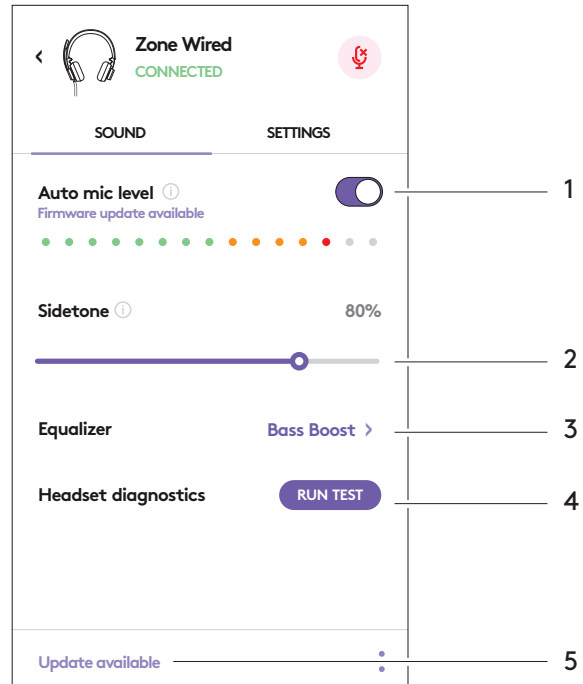 Zone Wired
CONNECTED
SOUND SETTINGS
Auto mic level 1
Firmware update available
Sidetone 80%
2
Equalizer Bass Boost > 3
Headset diagnostics RUN TEST 4
Update available 5